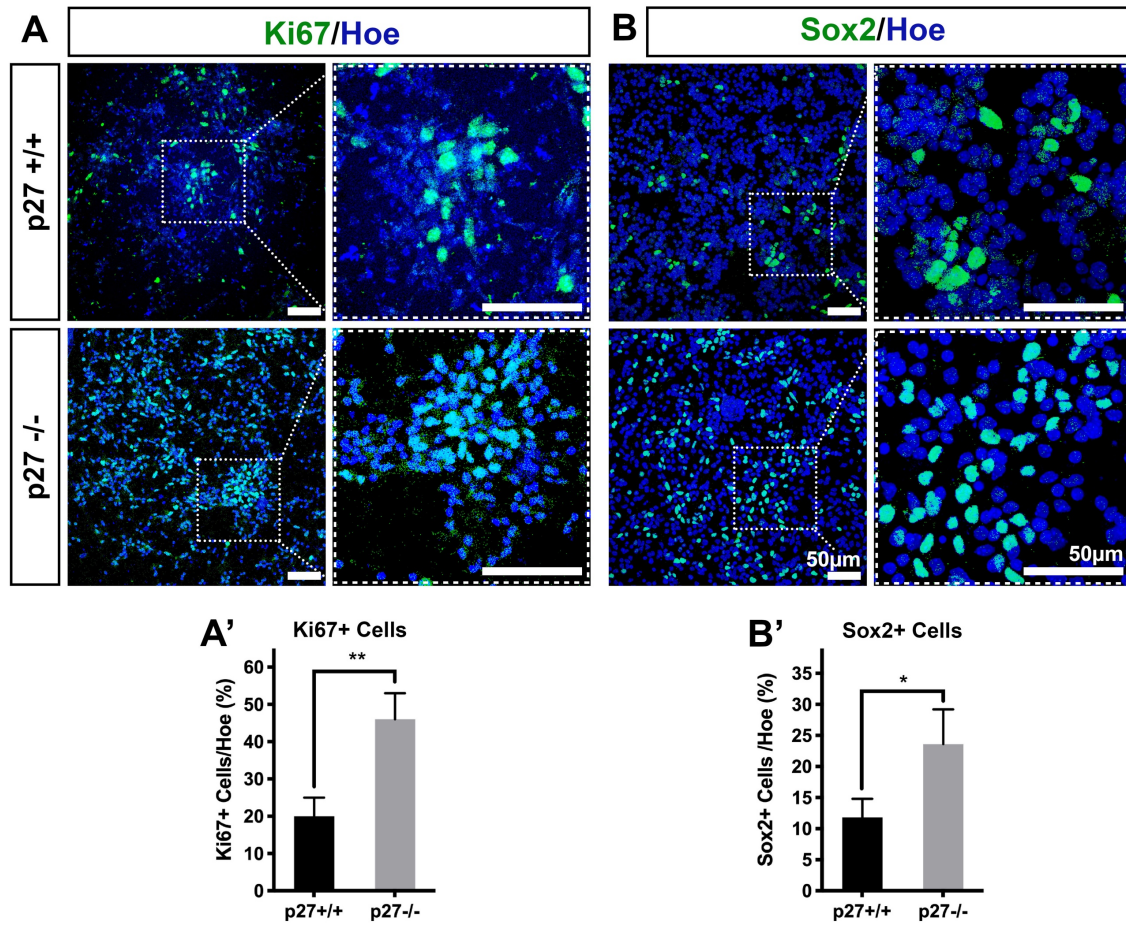 A
Ki67/Hoe
B
Sox2/Hoe
p27 +/+
p27 -/-
50µm
50µm
A'
Ki67+ Cells
Ki67+ Cells/Hoe (%)
60
50
40
30
20
10
0
**
p27+/+
p27-/-
B'
Sox2+ Cells
Sox2+ Cells /Hoe (%)
35
30
25
20
15
10
5
0
*
p27+/+
p27-/-